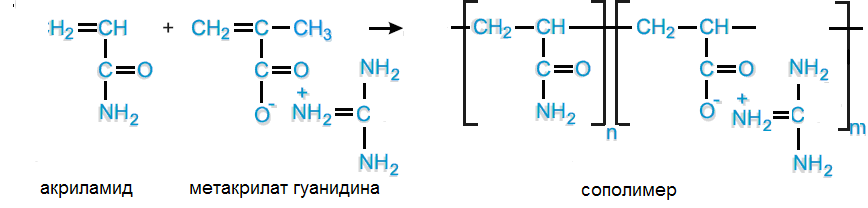 H₂=CH + CH₂=C—CH₃ → [—CH₂—CH—] [—CH₂—CH—]
C=O C=O NH₂ C=O C=O NH₂
NH₂ O⁻ +NH₂=C NH₂ n O⁻ +NH₂=C m
NH₂ NH₂
акриламид метакрилат гуанидина сополимер